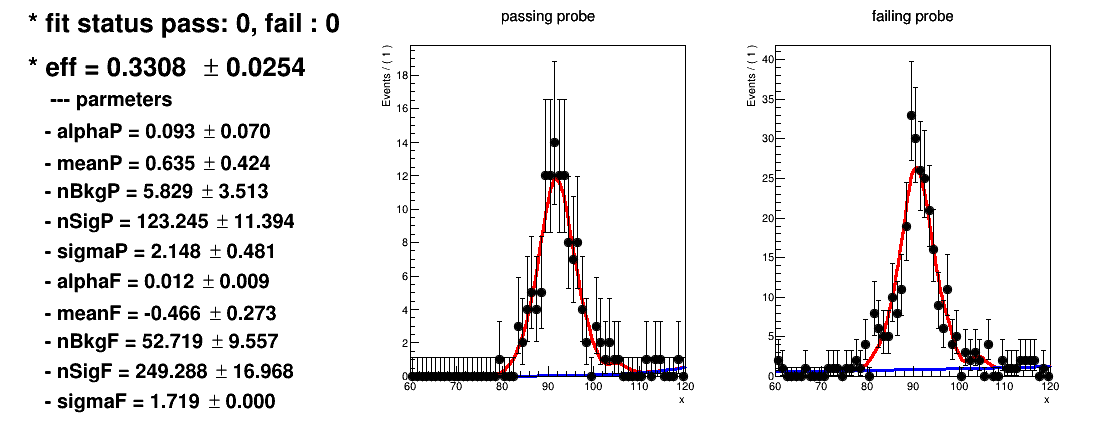 * fit status pass: 0, fail : 0
* eff = 0.3308 ± 0.0254
--- parmeters
- alphaP = 0.093 ± 0.070
- meanP = 0.635 ± 0.424
- nBkgP = 5.829 ± 3.513
- nSigP = 123.245 ± 11.394
- sigmaP = 2.148 ± 0.481
- alphaF = 0.012 ± 0.009
- meanF = -0.466 ± 0.273
- nBkgF = 52.719 ± 9.557
- nSigF = 249.288 ± 16.968
- sigmaF = 1.719 ± 0.000
passing probe
Events / ( 1 )
18
16
14
12
10
8
6
4
2
0
60 70 80 90 100 110 120
x
failing probe
Events / ( 1 )
40
35
30
25
20
15
10
5
0
60 70 80 90 100 110 120
x